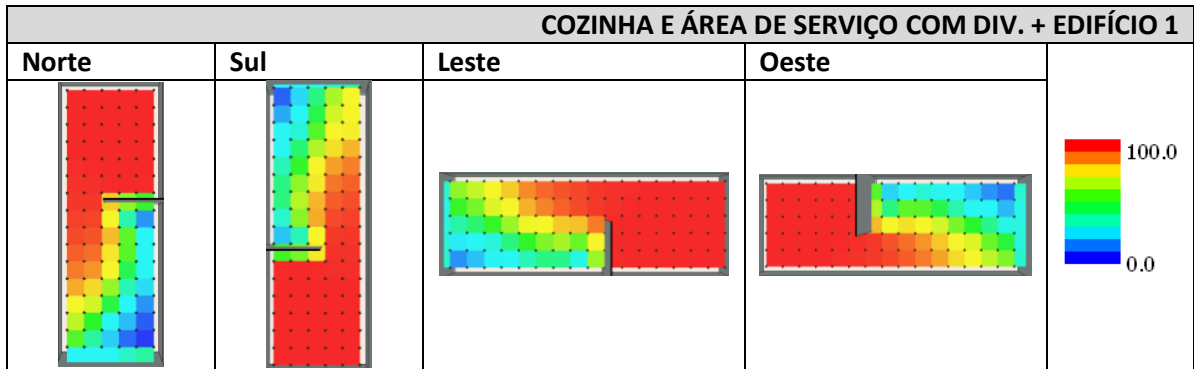 COZINHA E ÁREA DE SERVIÇO COM DIV. + EDIFÍCIO 1
Norte
Sul
Leste
Oeste
100.0
0.0